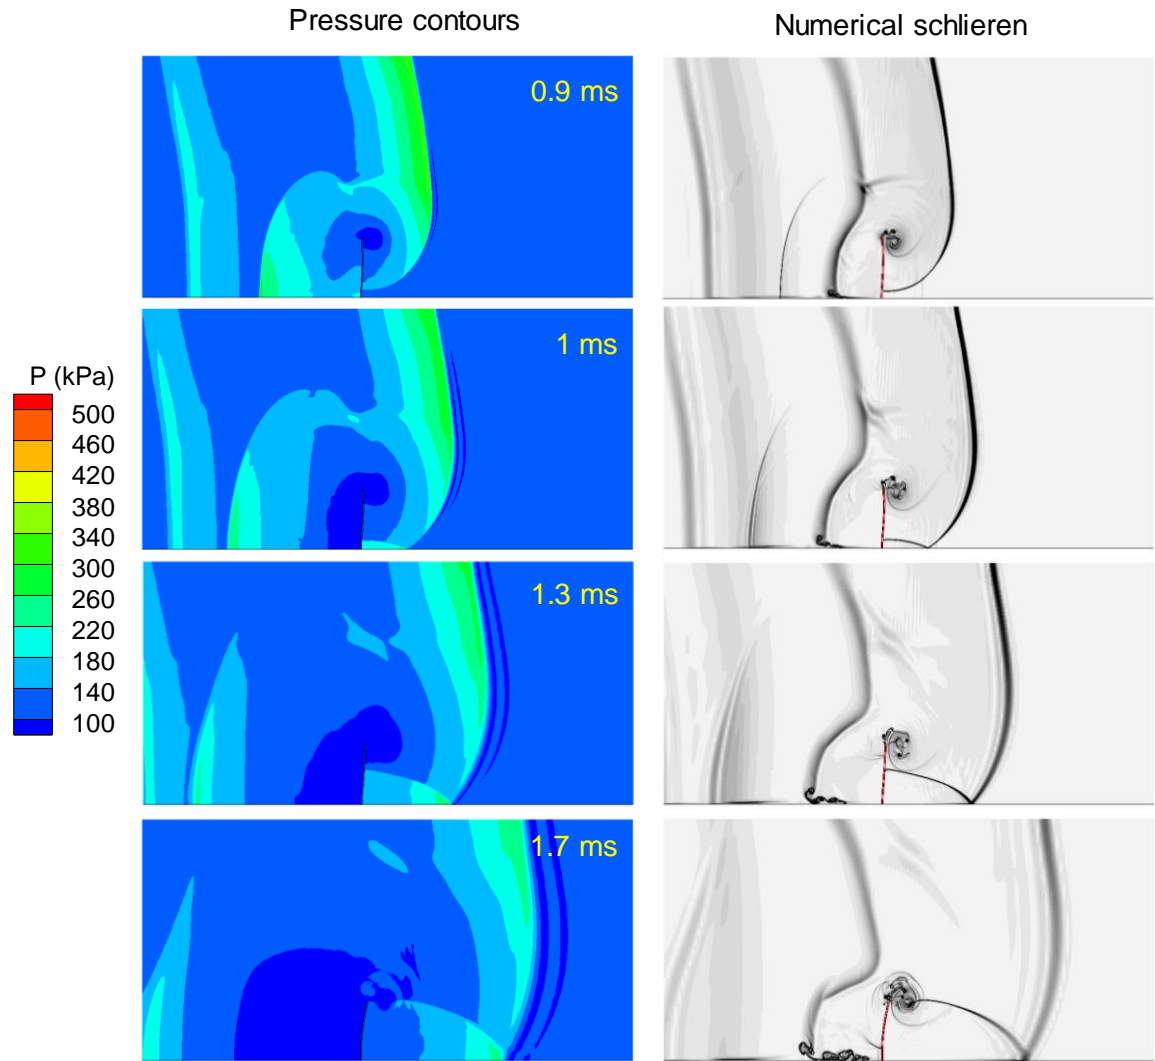 Pressure contours
Numerical schlieren
0.9 ms
1 ms
P (kPa)
500
460
420
380
340
300
260
220
180
140
100
1.3 ms
1.7 ms